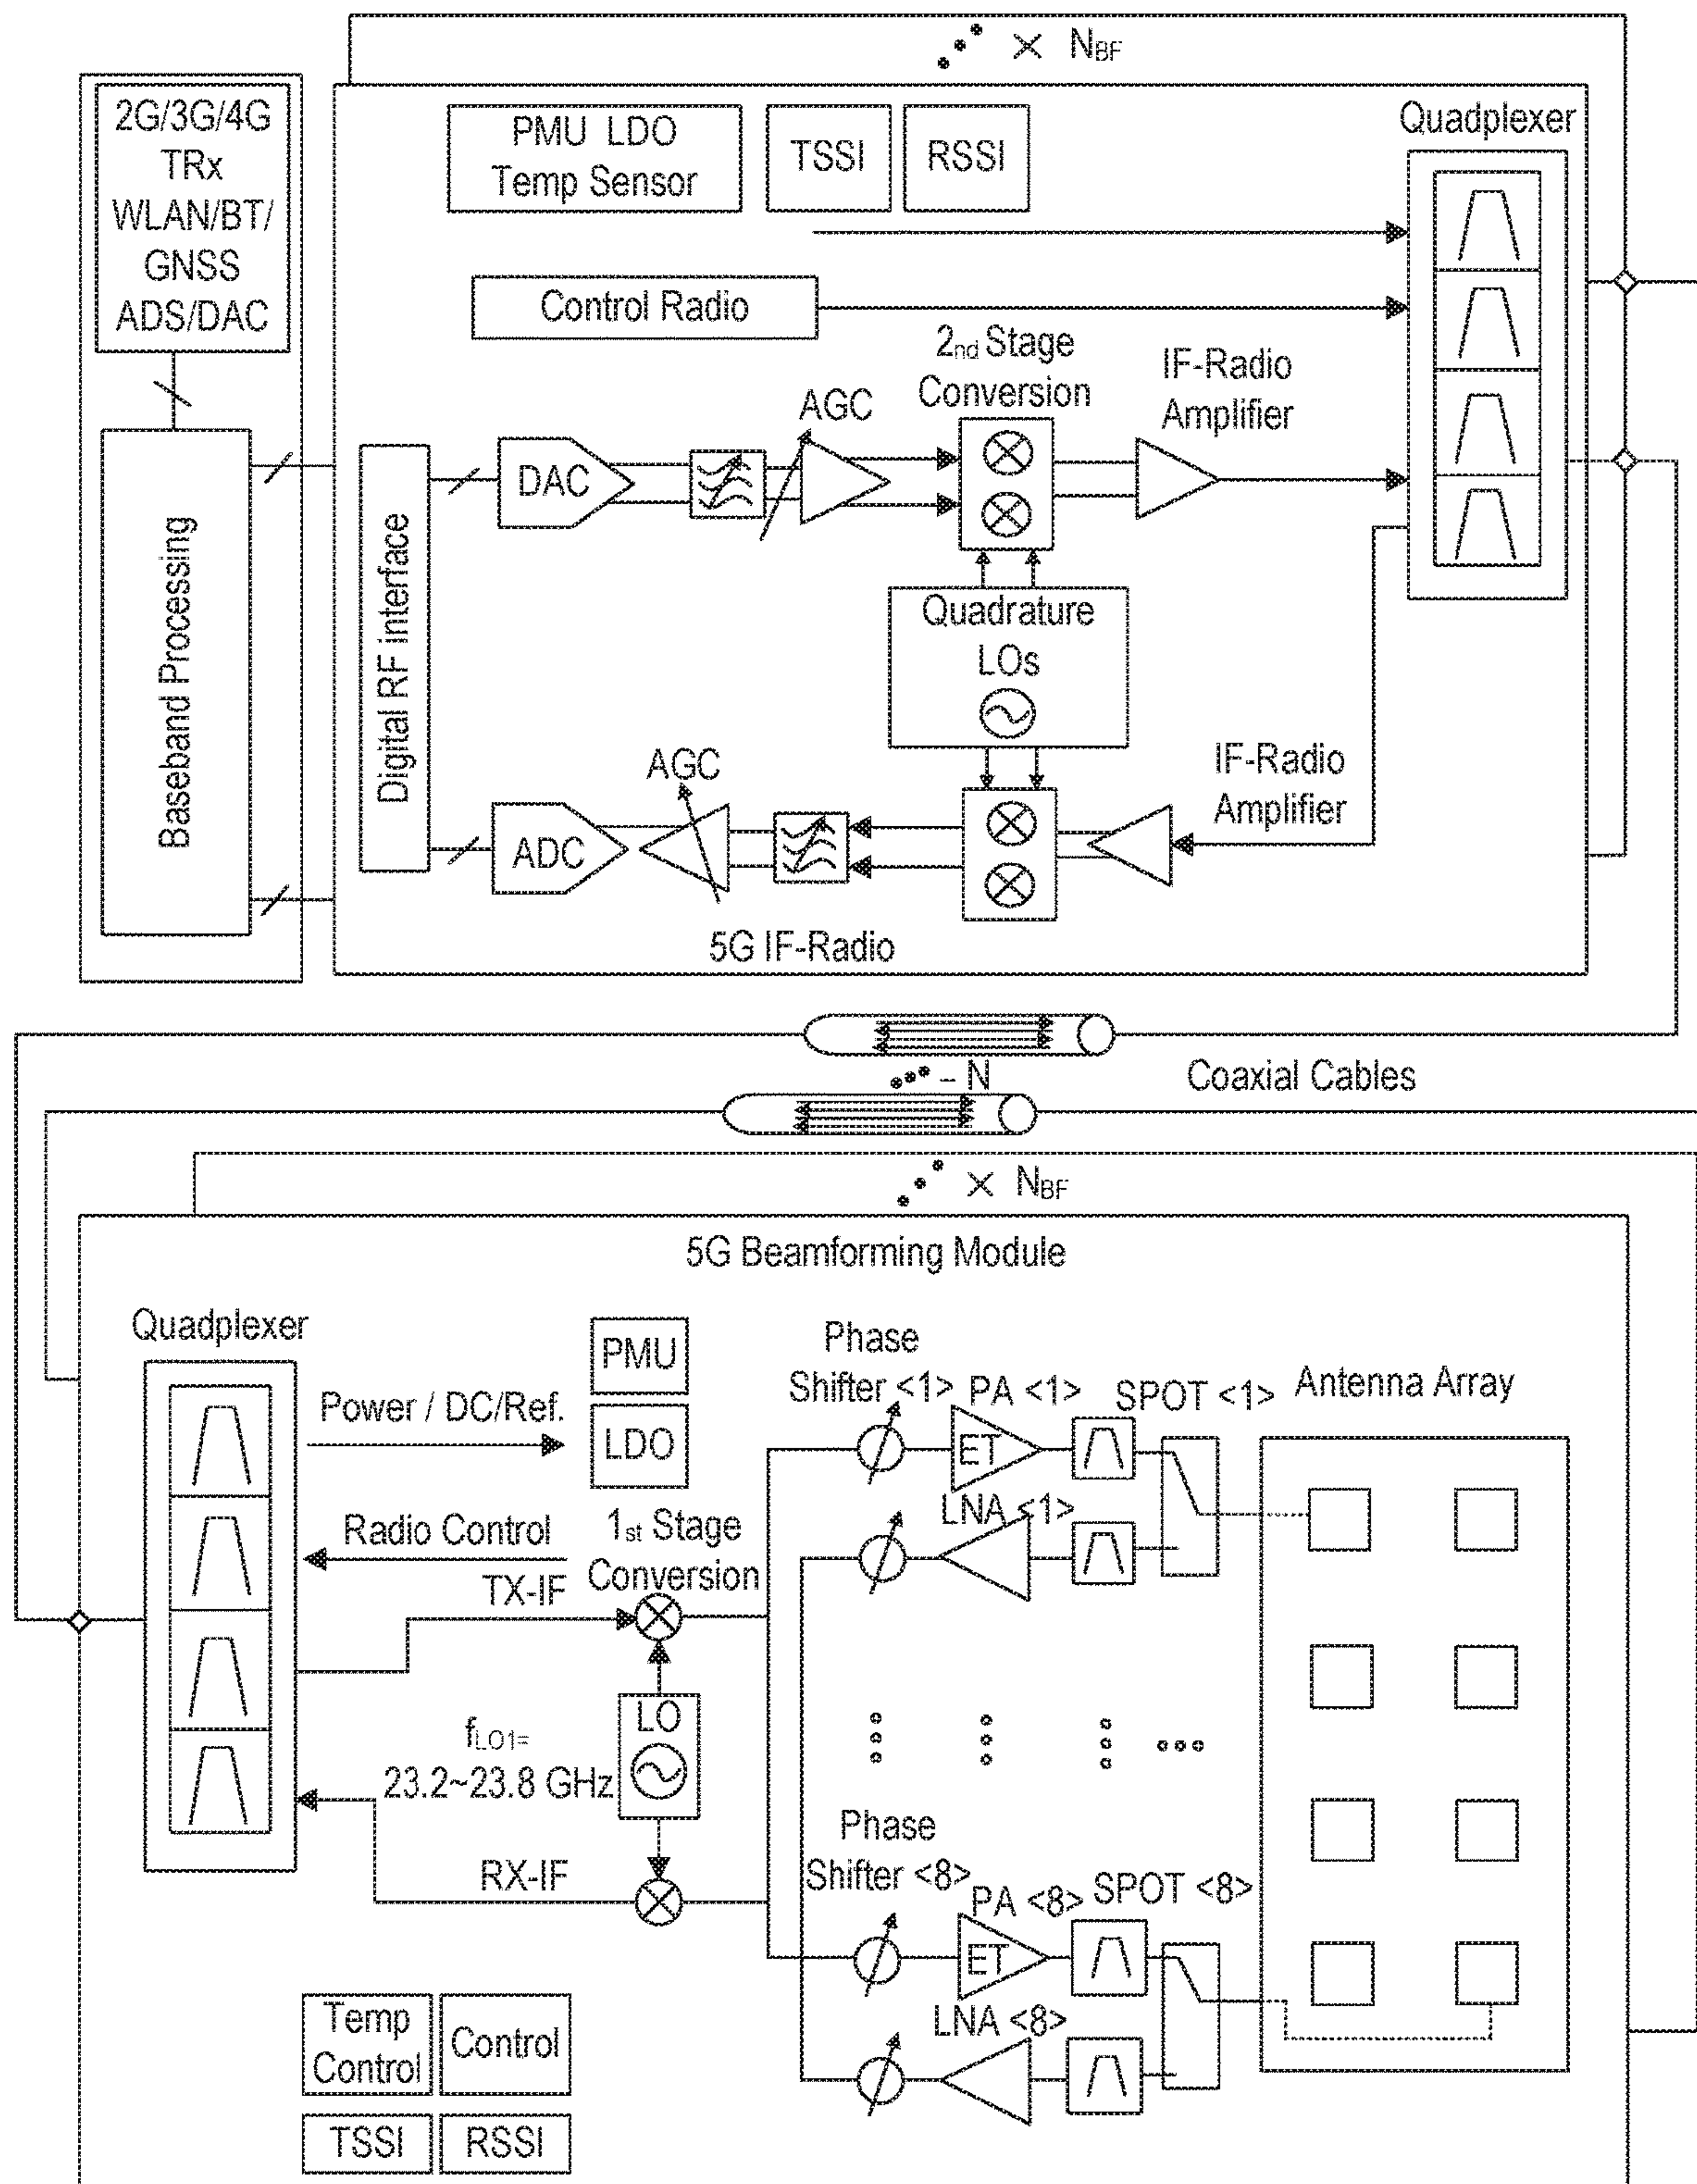 × NBF
2G/3G/4G
TRx
WLAN/BT/
GNSS
ADS/DAC
Baseband Processing
PMU LDO
Temp Sensor
TSSI
RSSI
Quadplexer
Control Radio
2nd Stage
Conversion
IF-Radio
Amplifier
AGC
DAC
Digital RF interface
Quadrature
LOs
AGC
IF-Radio
Amplifier
ADC
5G IF-Radio
– N
Coaxial Cables
× NBF
5G Beamforming Module
Quadplexer
Power / DC/Ref.
PMU
LDO
Radio Control
TX-IF
1st Stage
Conversion
LO
fLO1=
23.2~23.8 GHz
RX-IF
Phase
Shifter <1>
PA <1>
SPOT <1>
Antenna Array
ET
LNA <1>
Phase
Shifter <8>
PA <8>
SPOT <8>
ET
LNA <8>
Temp
Control
Control
TSSI
RSSI